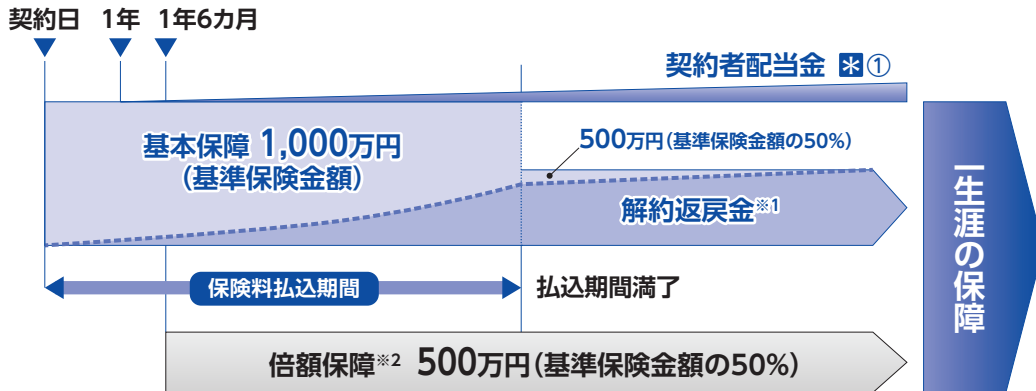 契約日 1年 1年6カ月
契約者配当金 *①
基本保障 1,000万円
(基準保険金額)
500万円(基準保険金額の50%)
解約返戻金※1
一生涯の保障
保険料払込期間
払込期間満了
倍額保障※2 500万円(基準保険金額の50%)